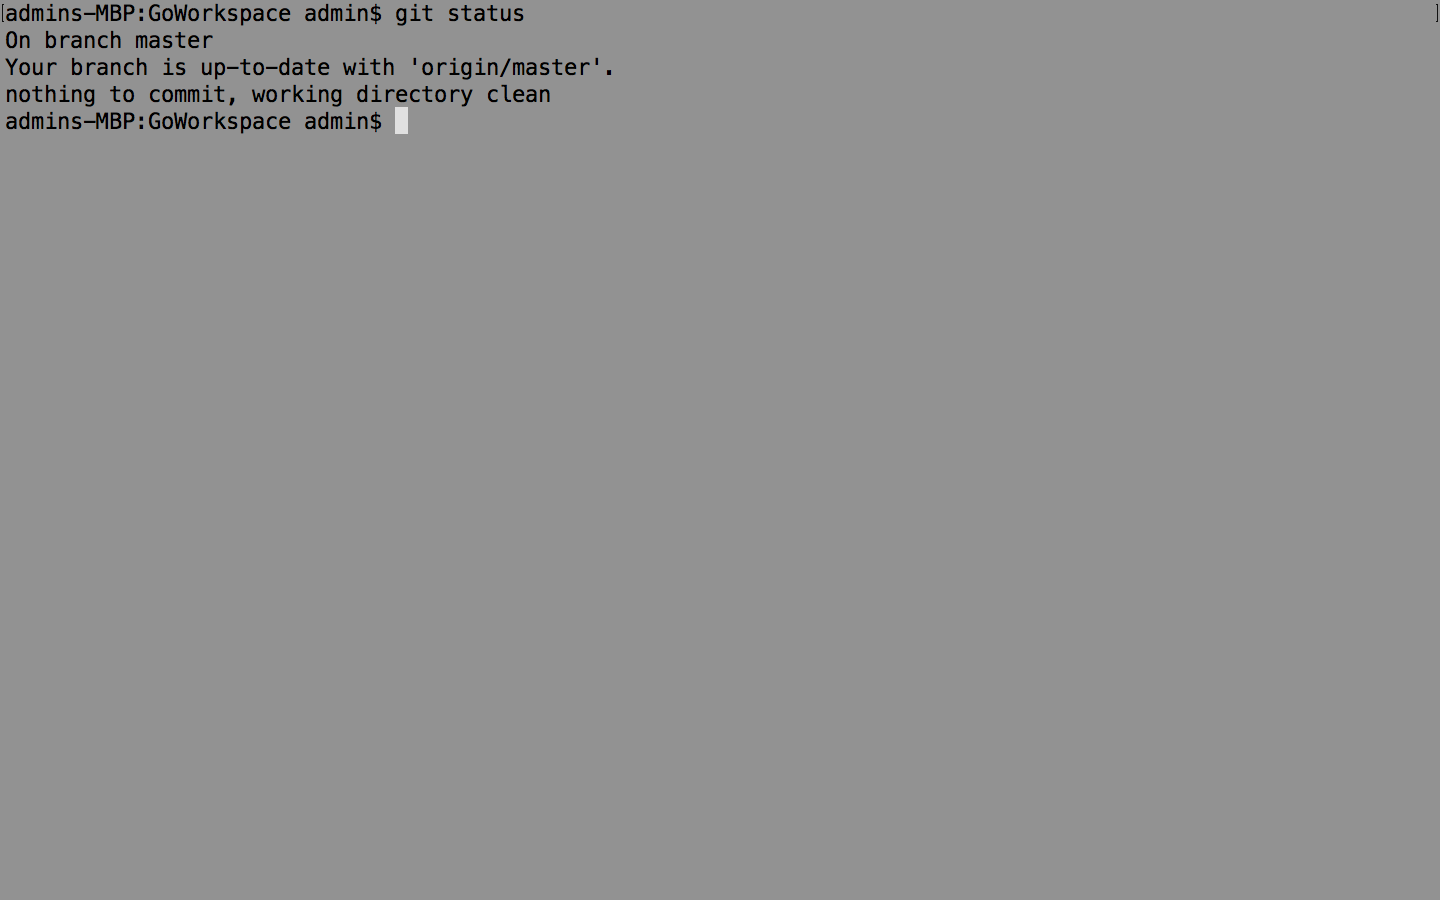 [admins-MBP:GoWorkspace admin$ git status]
On branch master
Your branch is up-to-date with 'origin/master'.
nothing to commit, working directory clean
admins-MBP:GoWorkspace admin$